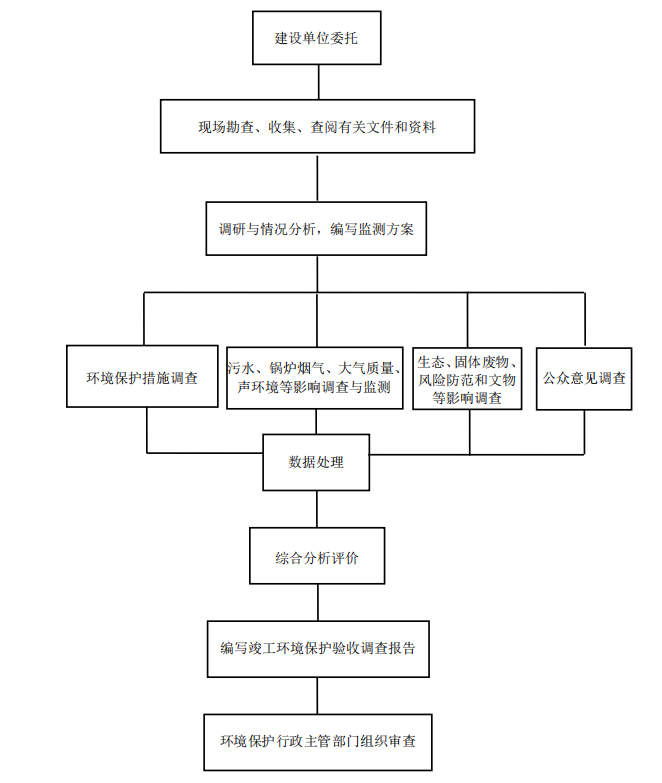 建设单位委托
现场勘查、收集、查阅有关文件和资料
调研与情况分析，编写监测方案
环境保护措施调查
污水、锅炉烟气、大气质量、
声环境等影响调查与监测
生态、固体废物、
风险防范和文物
等影响调查
公众意见调查
数据处理
综合分析评价
编写竣工环境保护验收调查报告
环境保护行政主管部门组织审查